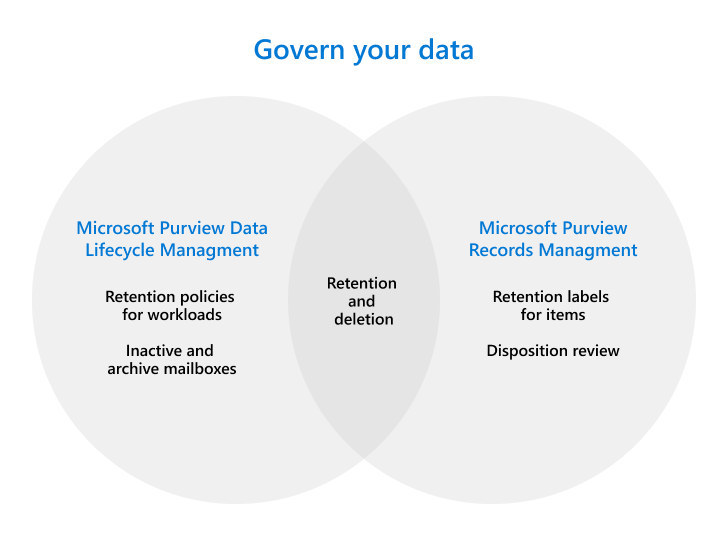 Govern your data
Microsoft Purview Data
Lifecycle Managment
Retention policies
for workloads
Inactive and
archive mailboxes
Retention
and
deletion
Microsoft Purview
Records Managment
Retention labels
for items
Disposition review